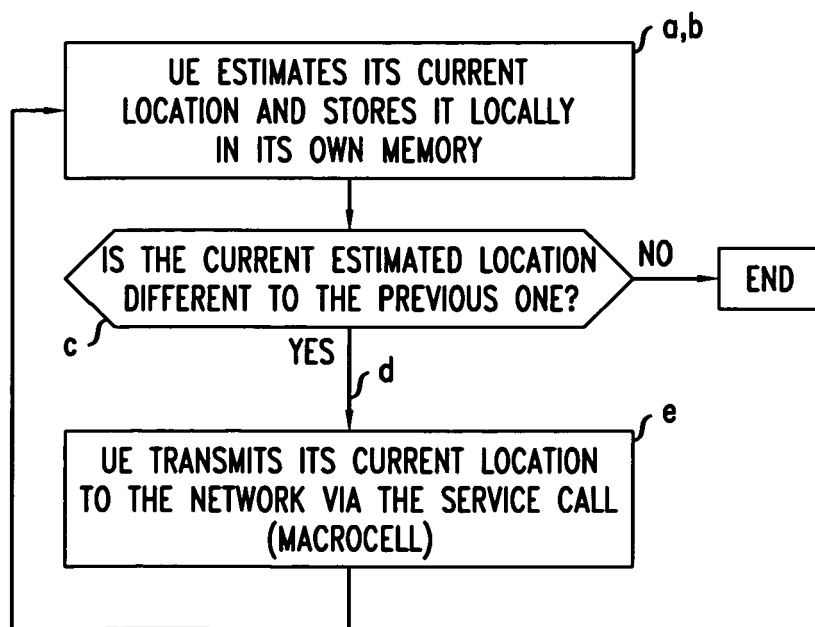 a,b
UE ESTIMATES ITS CURRENT
LOCATION AND STORES IT LOCALLY
IN ITS OWN MEMORY
IS THE CURRENT ESTIMATED LOCATION
DIFFERENT TO THE PREVIOUS ONE?
NO
END
c
YES
d
e
UE TRANSMITS ITS CURRENT LOCATION
TO THE NETWORK VIA THE SERVICE CALL
(MACROCELL)